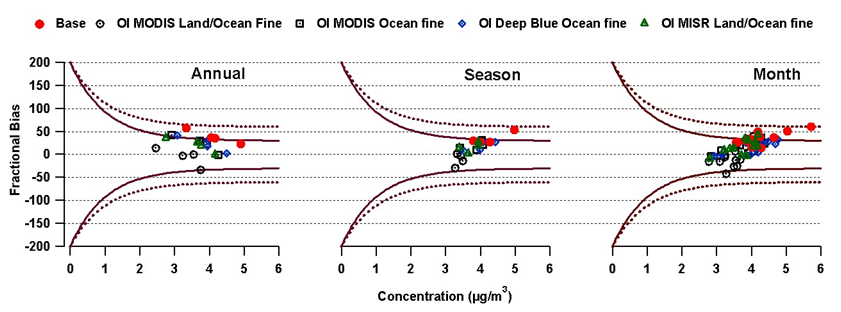 Base OI MODIS Land/Ocean Fine OI MODIS Ocean fine OI Deep Blue Ocean fine OI MISR Land/Ocean fine
Annual Season Month
Fractional Bias
200
150
100
50
0
-50
-100
-150
-200
0 1 2 3 4 5 6 0 1 2 3 4 5 6 0 1 2 3 4 5 6
Concentration (µg/m³)